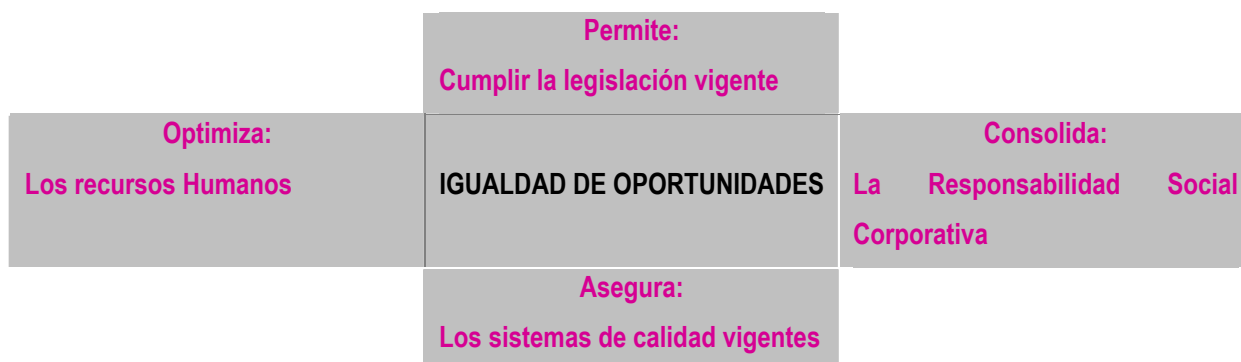 Permite:
Cumplir la legislación vigente
Optimiza:
Los recursos Humanos
IGUALDAD DE OPORTUNIDADES
Consolida:
La Responsabilidad Social
Corporativa
Asegura:
Los sistemas de calidad vigentes